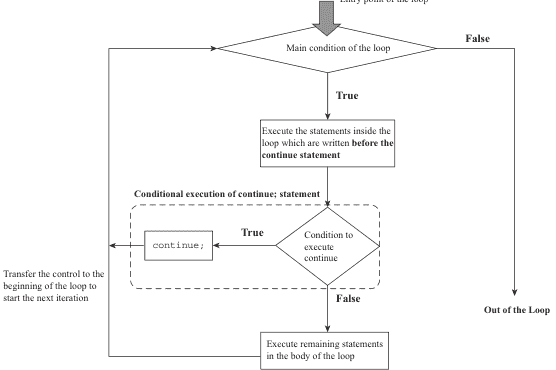 Entry point of the loop
Main condition of the loop
False
True
Execute the statements inside the
loop which are written before the
continue statement
Conditional execution of continue; statement
Condition to
execute
continue
True
continue;
False
Transfer the control to the
beginning of the loop to
start the next iteration
Out of the Loop
Execute remaining statements
in the body of the loop